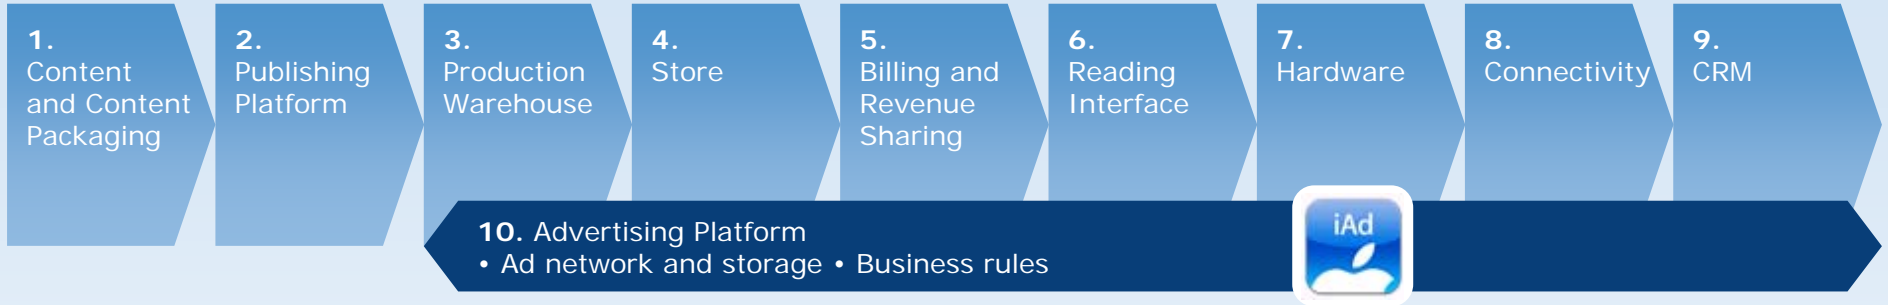 1.
Content
and Content
Packaging
2.
Publishing
Platform
3.
Production
Warehouse
4.
Store
5.
Billing and
Revenue
Sharing
6.
Reading
Interface
7.
Hardware
8.
Connectivity
9.
CRM
10. Advertising Platform
• Ad network and storage • Business rules
iAd